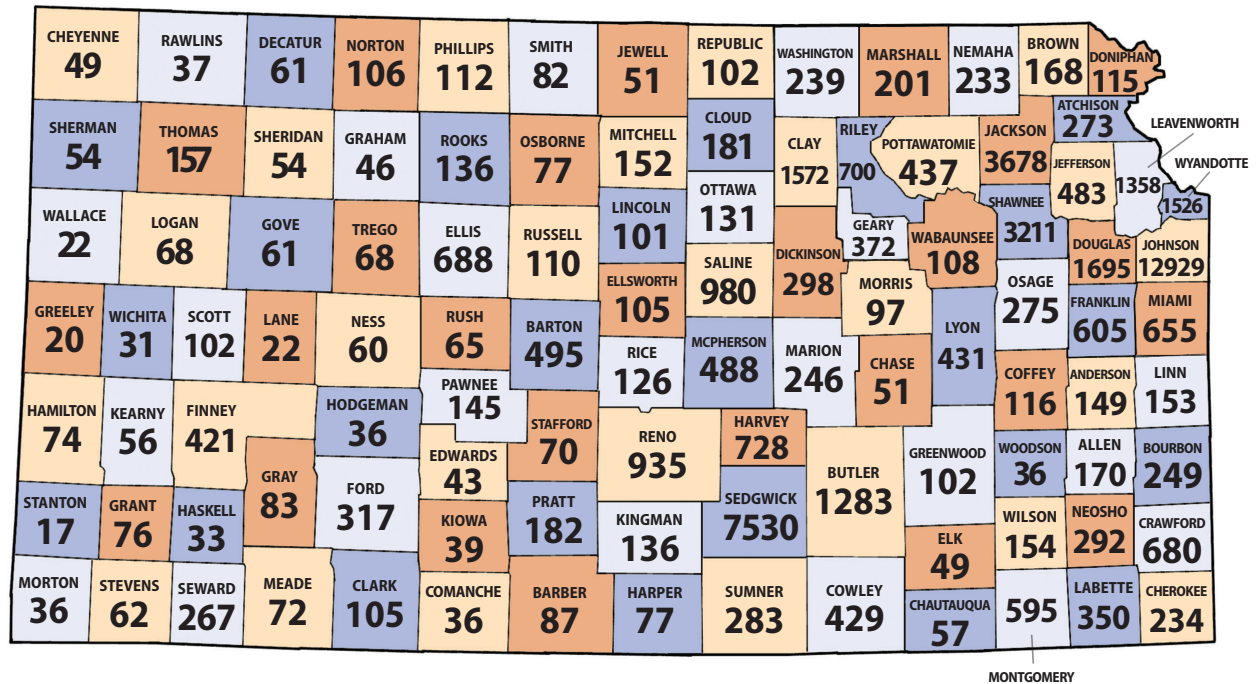 CHEYENNE
49
RAWLINS
37
DECATUR
61
NORTON
106
PHILLIPS
112
SMITH
82
JEWELL
51
REPUBLIC
102
WASHINGTON
239
MARSHALL
201
NEMAHA
233
BROWN
168
DONIPHAN
115
SHERMAN
54
THOMAS
157
SHERIDAN
54
GRAHAM
46
ROOKS
136
OSBORNE
77
MITCHELL
152
CLOUD
181
CLAY
1572
RILEY
700
POTTAWATOMIE
437
JACKSON
3678
ATCHISON
273
JEFFERSON
483
LEAVENWORTH
1358
WYANDOTTE
1526
WALLACE
22
LOGAN
68
GOVE
61
TREGO
68
ELLIS
688
RUSSELL
110
LINCOLN
101
OTTAWA
131
SALINE
980
DICKINSON
298
GEARY
372
WABAUNSEE
108
SHAWNEE
3211
DOUGLAS
1695
JOHNSON
12929
GREELEY
20
WICHITA
31
SCOTT
102
LANE
22
NESS
60
RUSH
65
BARTON
495
ELLSWORTH
105
RICE
126
MCPHERSON
488
MARION
246
MORRIS
97
CHASE
51
LYON
431
OSAGE
275
FRANKLIN
605
MIAMI
655
COFFEY
116
ANDERSON
149
LINN
153
HAMILTON
74
KEARNY
56
FINNEY
421
HODGEMAN
36
PAWNEE
145
STAFFORD
70
RENO
935
HARVEY
728
BUTLER
1283
GREENWOOD
102
WOODSON
36
ALLEN
170
BOURBON
249
GRAY
83
FORD
317
EDWARDS
43
PRATT
182
KINGMAN
136
SEDGWICK
7530
STANTON
17
GRANT
76
HASKELL
33
KIOWA
39
ELK
49
WILSON
154
NEOSHO
292
CRAWFORD
680
MORTON
36
STEVENS
62
SEWARD
267
MEADE
72
CLARK
105
COMANCHE
36
BARBER
87
HARPER
77
SUMNER
283
COWLEY
429
CHAUTAUQUA
57
595
MONTGOMERY
LABETTE
350
CHEROKEE
234